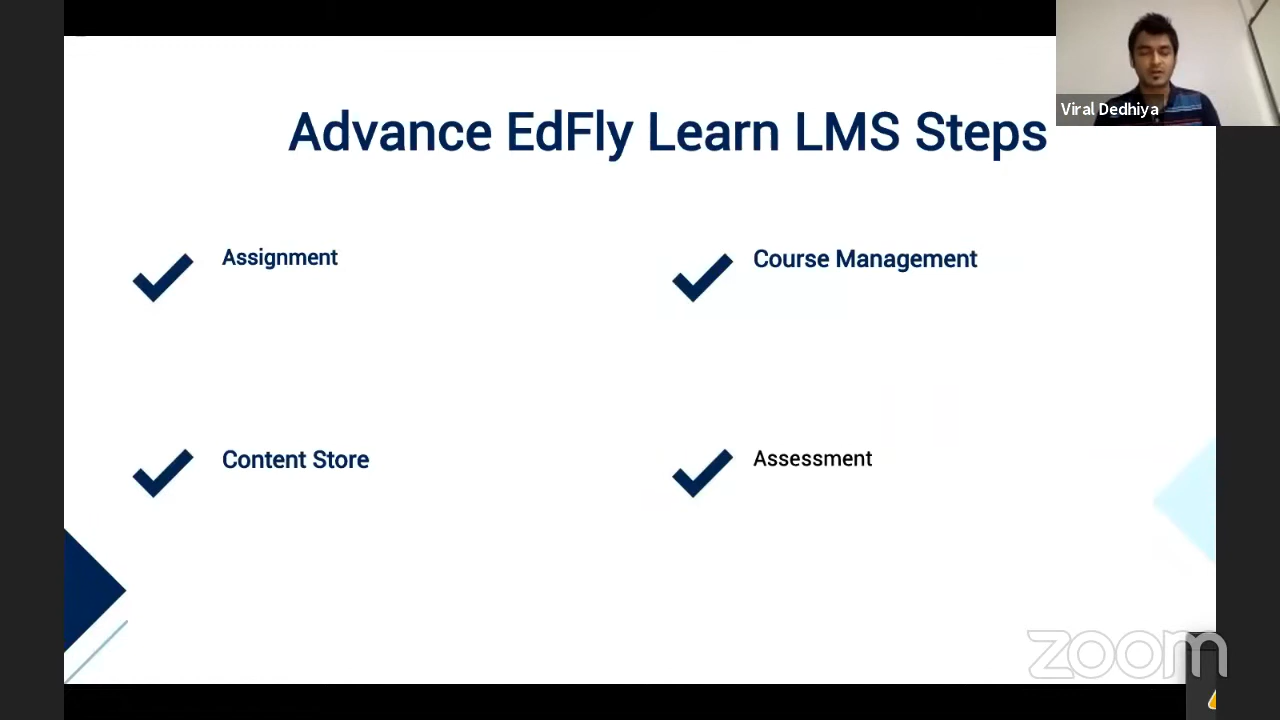 Viral Dedhiya
Advance EdFly Learn LMS Steps
Assignment
Course Management
Content Store
Assessment
zoom